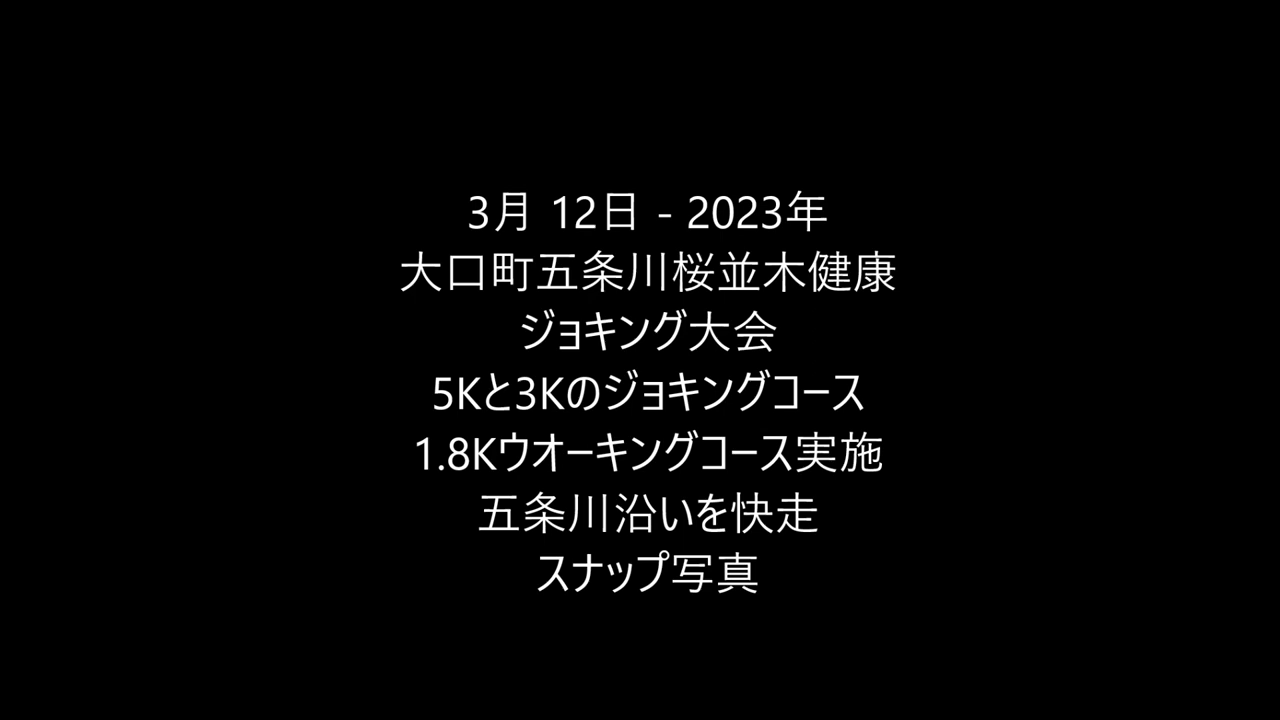 3月 12日 - 2023年
大口町五条川桜並木健康
ジョキング大会
5Kと3Kのジョキングコース
1.8Kウオーキングコース実施
五条川沿いを快走
スナップ写真